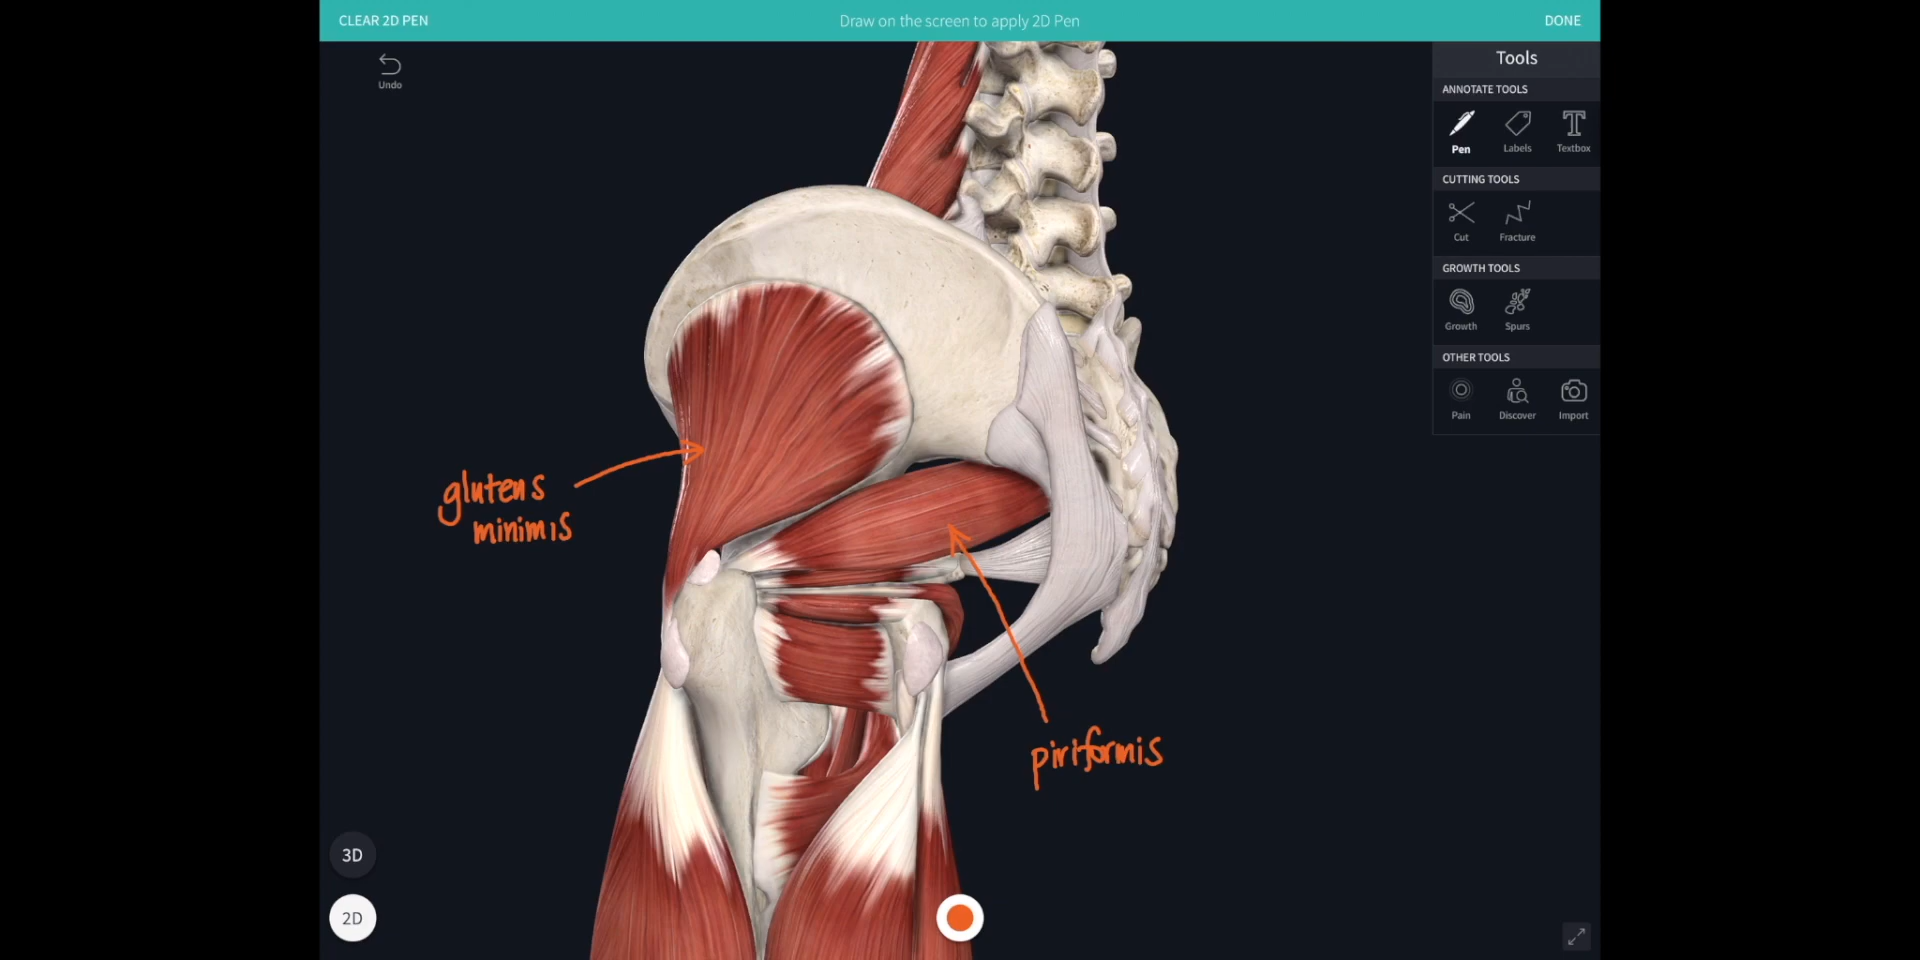 CLEAR 2D PEN
Draw on the screen to apply 2D Pen
DONE
Undo
Tools
ANNOTATE TOOLS
Pen
Labels
Textbox
CUTTING TOOLS
Cut
Fracture
GROWTH TOOLS
Growth
Spurs
OTHER TOOLS
Pain
Discover
Import
glutens
minimis
piriformis
3D
2D